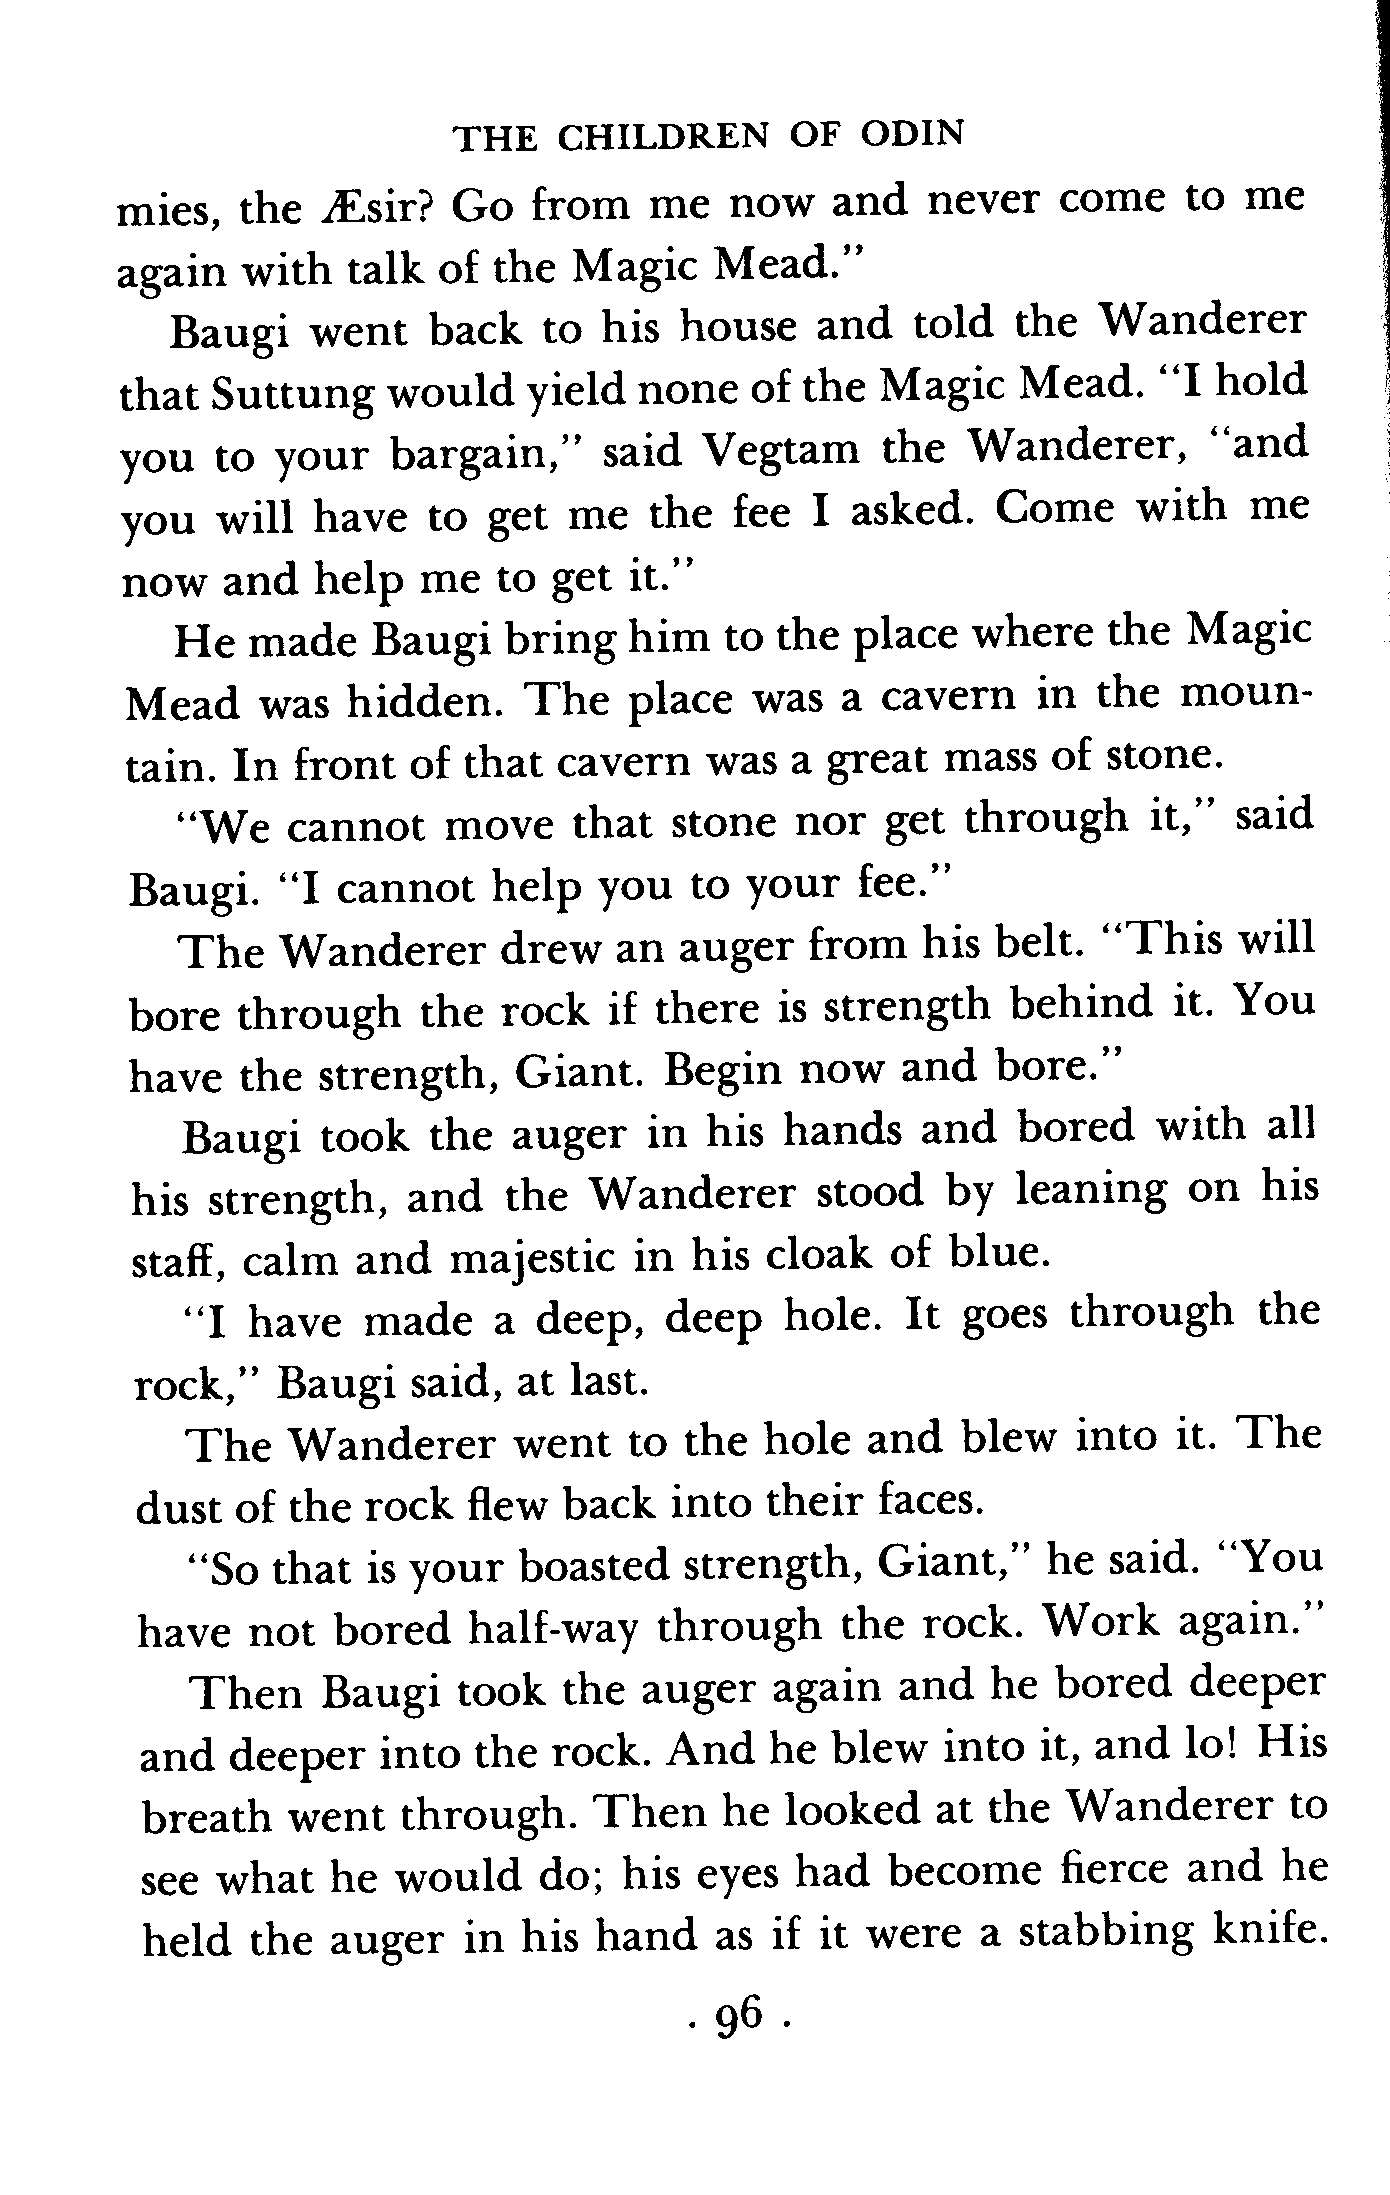 THE CHILDREN OF ODIN
mies, the Æsir? Go from me now and never come to me
again with talk of the Magic Mead.”
Baugi went back to his house and told the Wanderer
that Suttung would yield none of the Magic Mead. “I hold
you to your bargain,” said Vegtam the Wanderer, “and
you will have to get me the fee I asked. Come with me
now and help me to get it.”
He made Baugi bring him to the place where the Magic
Mead was hidden. The place was a cavern in the moun-
tain. In front of that cavern was a great mass of stone.
“We cannot move that stone nor get through it,” said
Baugi. “I cannot help you to your fee.”
The Wanderer drew an auger from his belt. “This will
bore through the rock if there is strength behind it. You
have the strength, Giant. Begin now and bore.”
Baugi took the auger in his hands and bored with all
his strength, and the Wanderer stood by leaning on his
staff, calm and majestic in his cloak of blue.
“I have made a deep, deep hole. It goes through the
rock,” Baugi said, at last.
The Wanderer went to the hole and blew into it. The
dust of the rock flew back into their faces.
“So that is your boasted strength, Giant,” he said. “You
have not bored half-way through the rock. Work again.”
Then Baugi took the auger again and he bored deeper
and deeper into the rock. And he blew into it, and lo! His
breath went through. Then he looked at the Wanderer to
see what he would do; his eyes had become fierce and he
held the auger in his hand as if it were a stabbing knife.
. 96 .